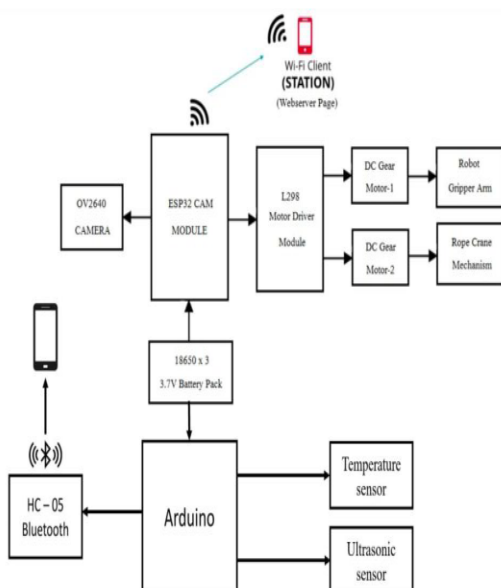 Wi-Fi Client
(STATION)
(Webserver Page)
OV2640
CAMERA
ESP32 CAM
MODULE
L298
Motor Driver
Module
DC Gear
Motor-1
Robot
Gripper Arm
DC Gear
Motor-2
Rope Crane
Mechanism
18650 x 3
3.7V Battery Pack
HC – 05
Bluetooth
Arduino
Temperature
sensor
Ultrasonic
sensor